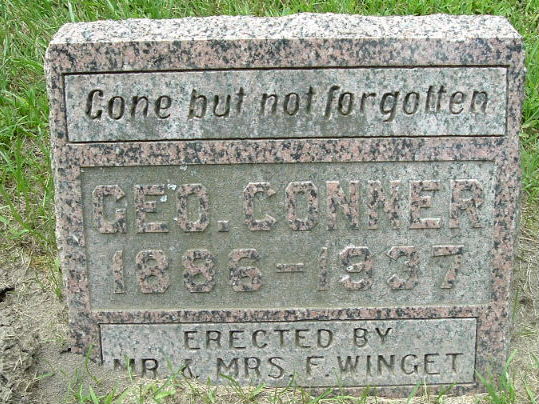 Gone but not forgotten
GEO. CONNER
1886-1937
ERECTED BY
MR & MRS. F. WINGET